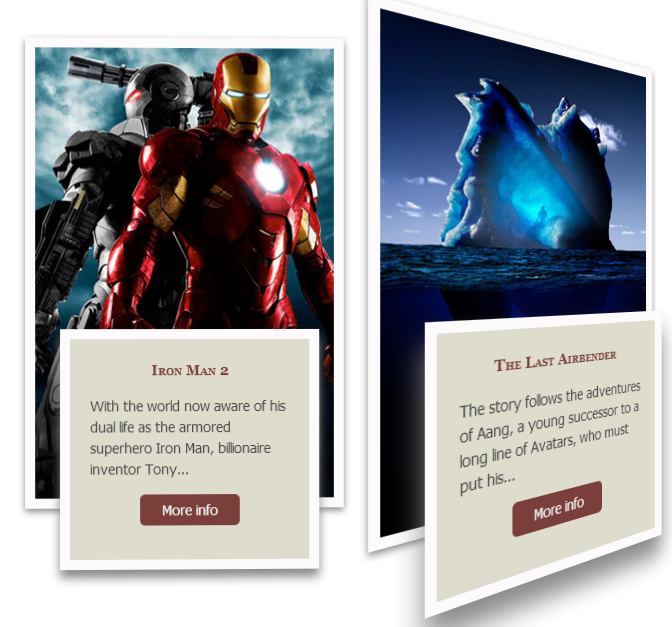 Iron Man 2
With the world now aware of his
dual life as the armored
superhero Iron Man, billionaire
inventor Tony...
More info
The Last Airbender
The story follows the adventures
of Aang, a young successor to a
long line of Avatars, who must
put his...
More info